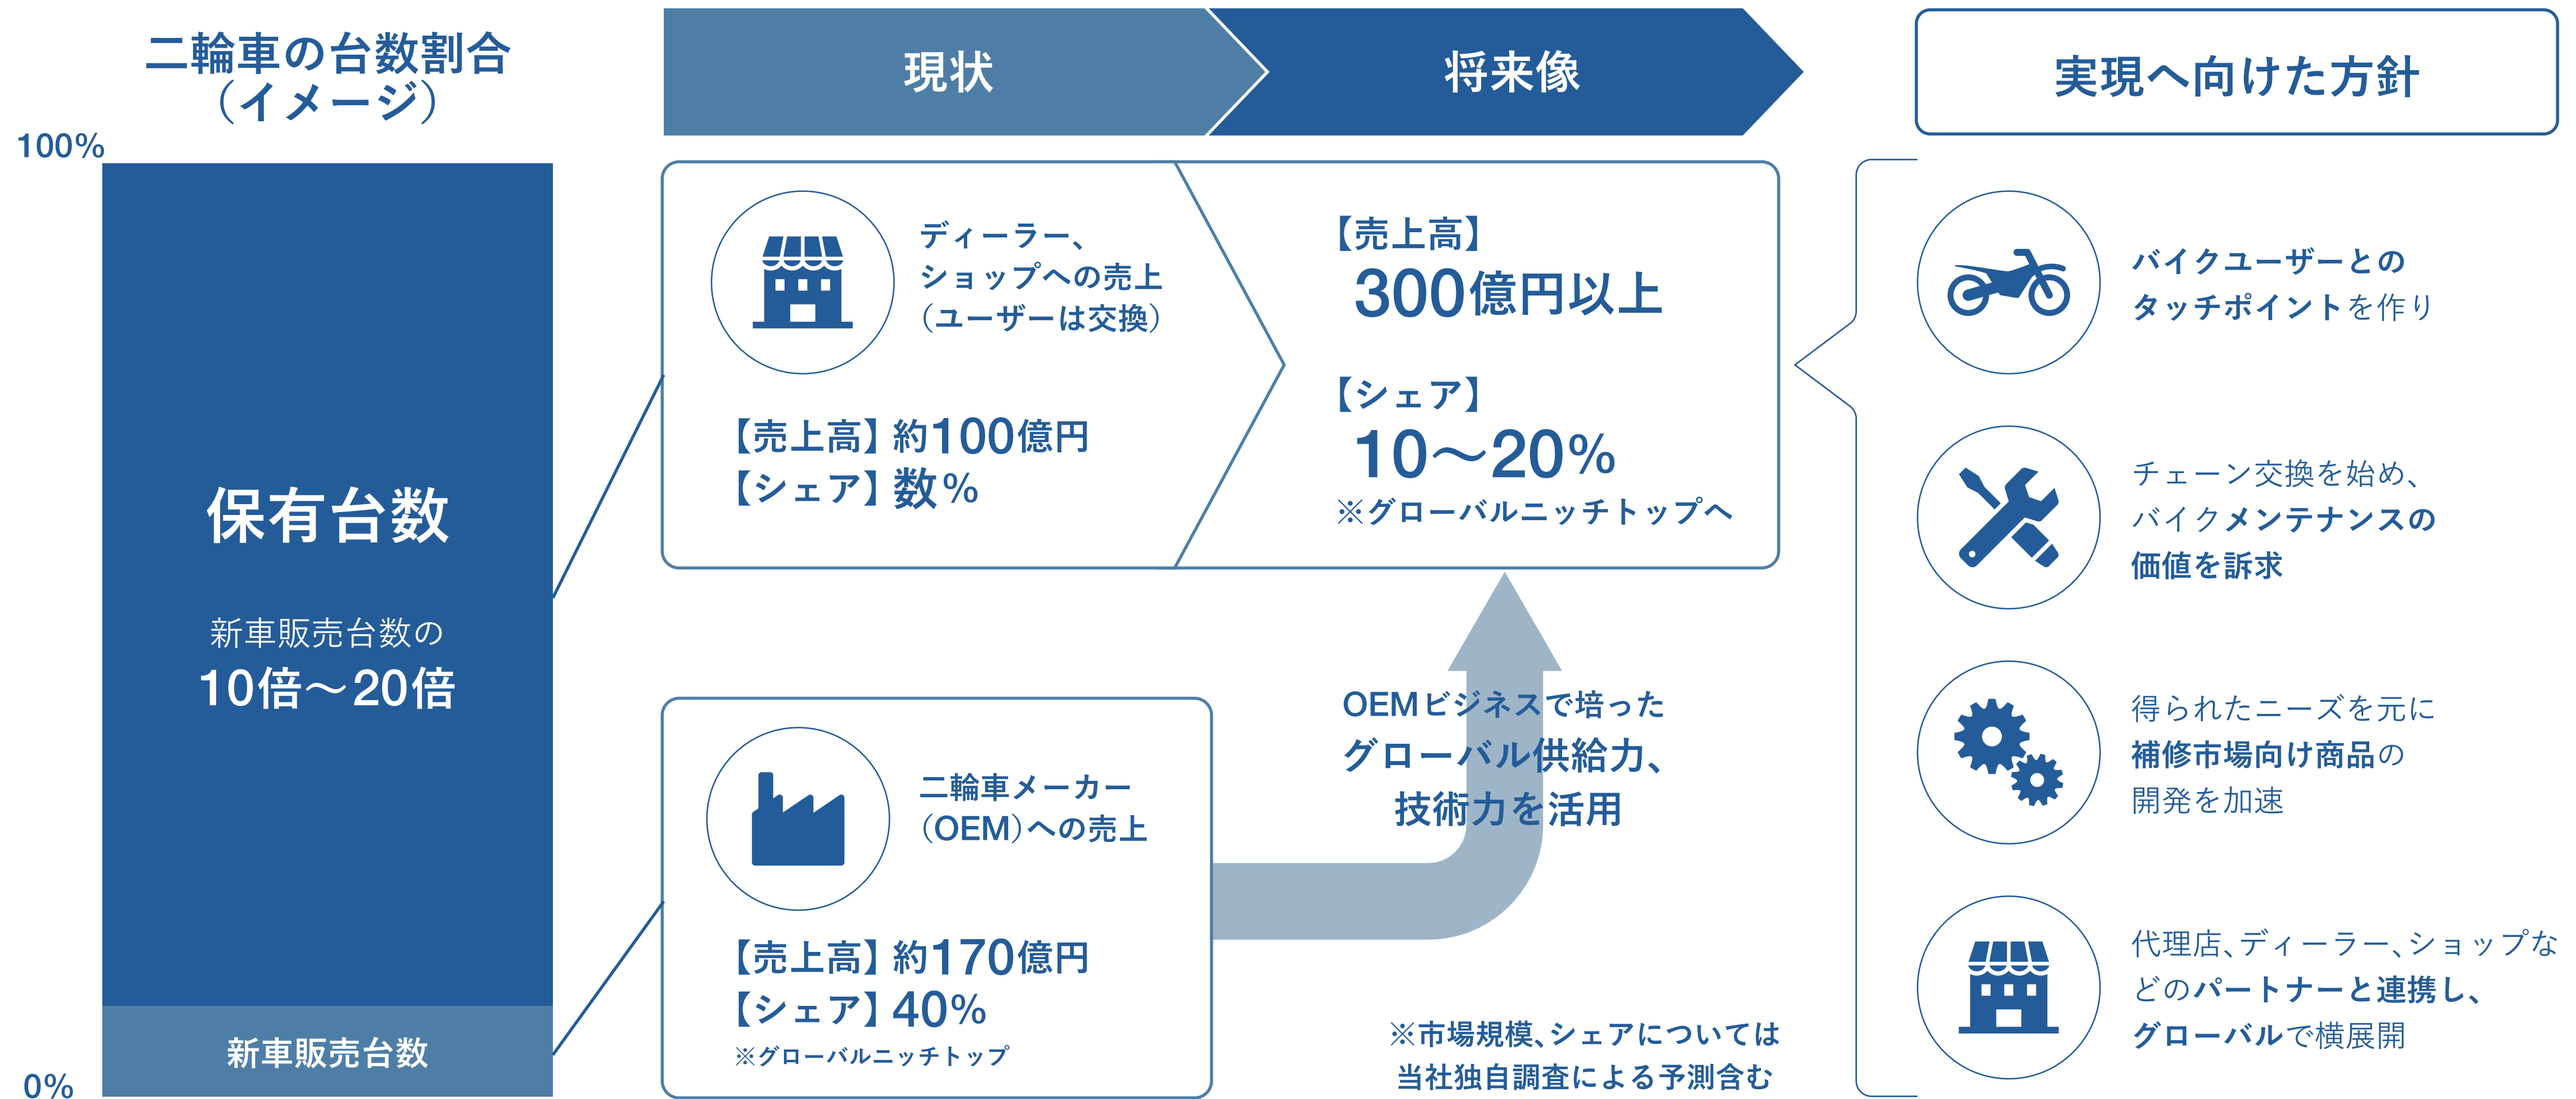 二輪車の台数割合
（イメージ）
100%
保有台数
新車販売台数の
10倍～20倍
新車販売台数
0%
現状
将来像
ディーラー、
ショップへの売上
（ユーザーは交換）
【売上高】約100億円
【シェア】数%
【売上高】
300億円以上
【シェア】
10～20%
※グローバルニッチトップへ
二輪車メーカー
（OEM）への売上
【売上高】約170億円
【シェア】40%
※グローバルニッチトップ
OEMビジネスで培った
グローバル供給力、
技術力を活用
※市場規模、シェアについては
当社独自調査による予測含む
実現へ向けた方針
バイクユーザーとの
タッチポイントを作り
チェーン交換を始め、
バイクメンテナンスの
価値を訴求
得られたニーズを元に
補修市場向け商品の
開発を加速
代理店、ディーラー、ショップな
どのパートナーと連携し、
グローバルで横展開